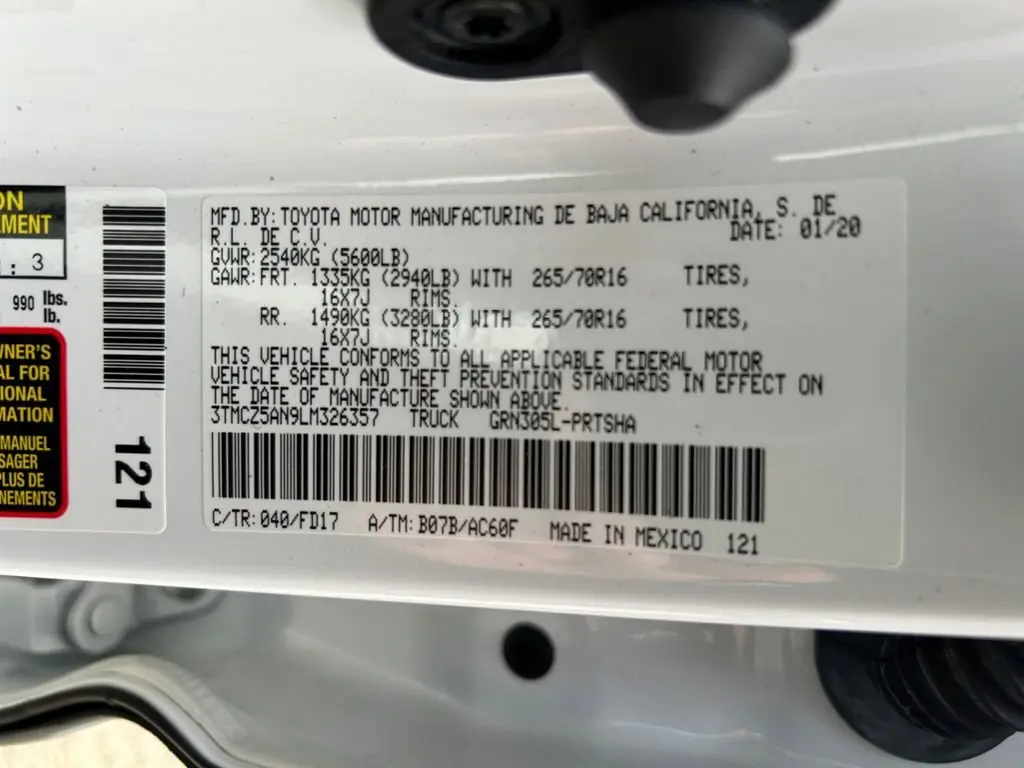 ON
EMENT
: 3
990 lbs.
lb.
WNER'S
AL FOR
IONAL
MATION
MANUEL
SAGER
PLUS DE
NEMENTS
121
MFD.BY:TOYOTA MOTOR MANUFACTURING DE BAJA CALIFORNIA, S. DE
R.L. DE C.V. DATE: 01/20
GVWR:2540KG (5600LB)
GAWR:FRT. 1335KG (2940LB) WITH 265/70R16 TIRES,
16X7J RIMS.
RR. 1490KG (3280LB) WITH 265/70R16 TIRES,
16X7J RIMS.
THIS VEHICLE CONFORMS TO ALL APPLICABLE FEDERAL MOTOR
VEHICLE SAFETY AND THEFT PREVENTION STANDARDS IN EFFECT ON
THE DATE OF MANUFACTURE SHOWN ABOVE.
3TMCZ5AN9LM326357 TRUCK GRN305L-PRTSHA
C/TR:040/FD17 A/TM:B07B/AC60F MADE IN MEXICO 121